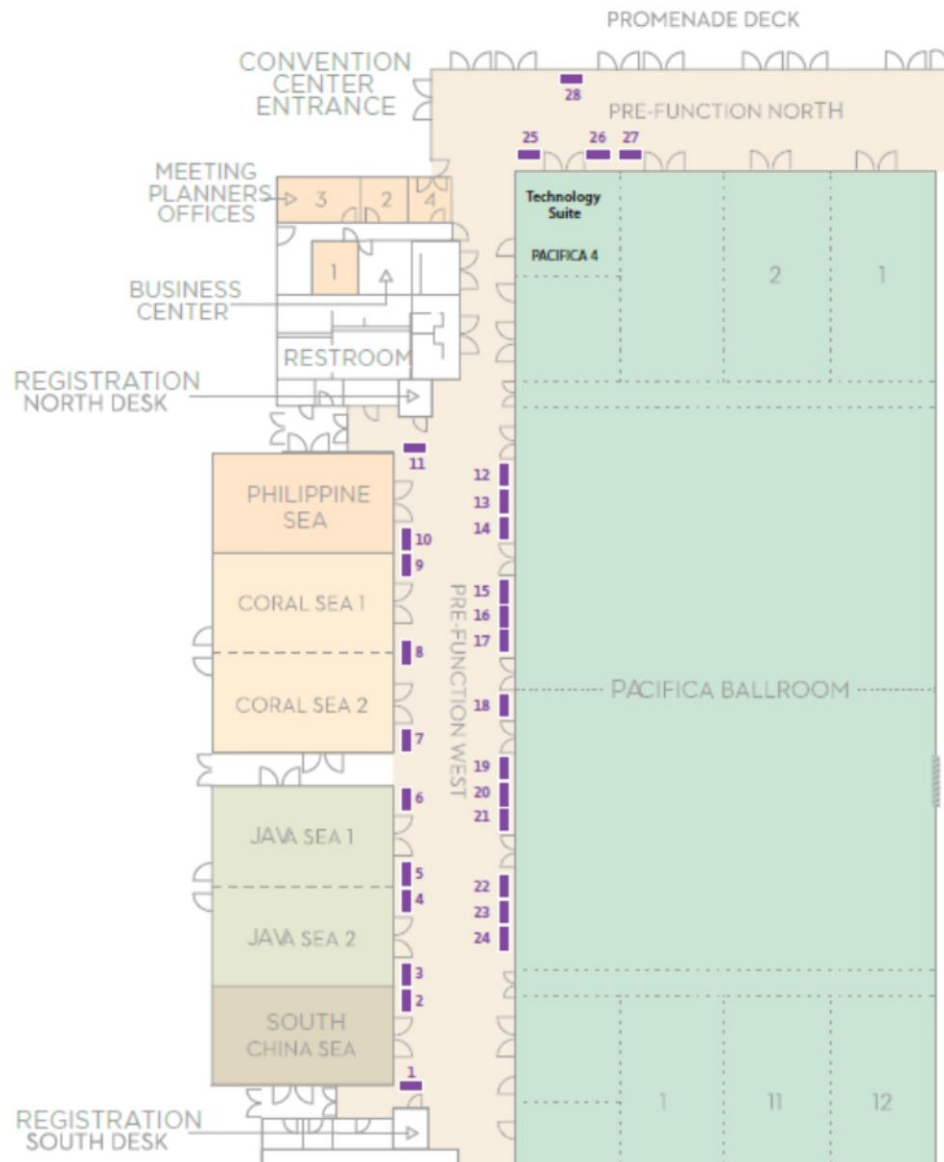 PROMENADE DECK
CONVENTION
CENTER
ENTRANCE
28
PRE-FUNCTION NORTH
25
26
27
MEETING
PLANNERS
OFFICES
3
2
4
Technology
Suite
PACIFICA 4
1
2
1
BUSINESS
CENTER
RESTROOM
REGISTRATION
NORTH DESK
11
12
PHILIPPINE
SEA
13
14
10
9
CORAL SEA 1
15
16
17
PRE-FUNCTION WEST
8
PACIFICA BALLROOM
CORAL SEA 2
18
7
19
6
20
21
JAVA SEA 1
5
22
4
23
JAVA SEA 2
24
3
2
SOUTH
CHINA SEA
1
REGISTRATION
SOUTH DESK
1
11
12